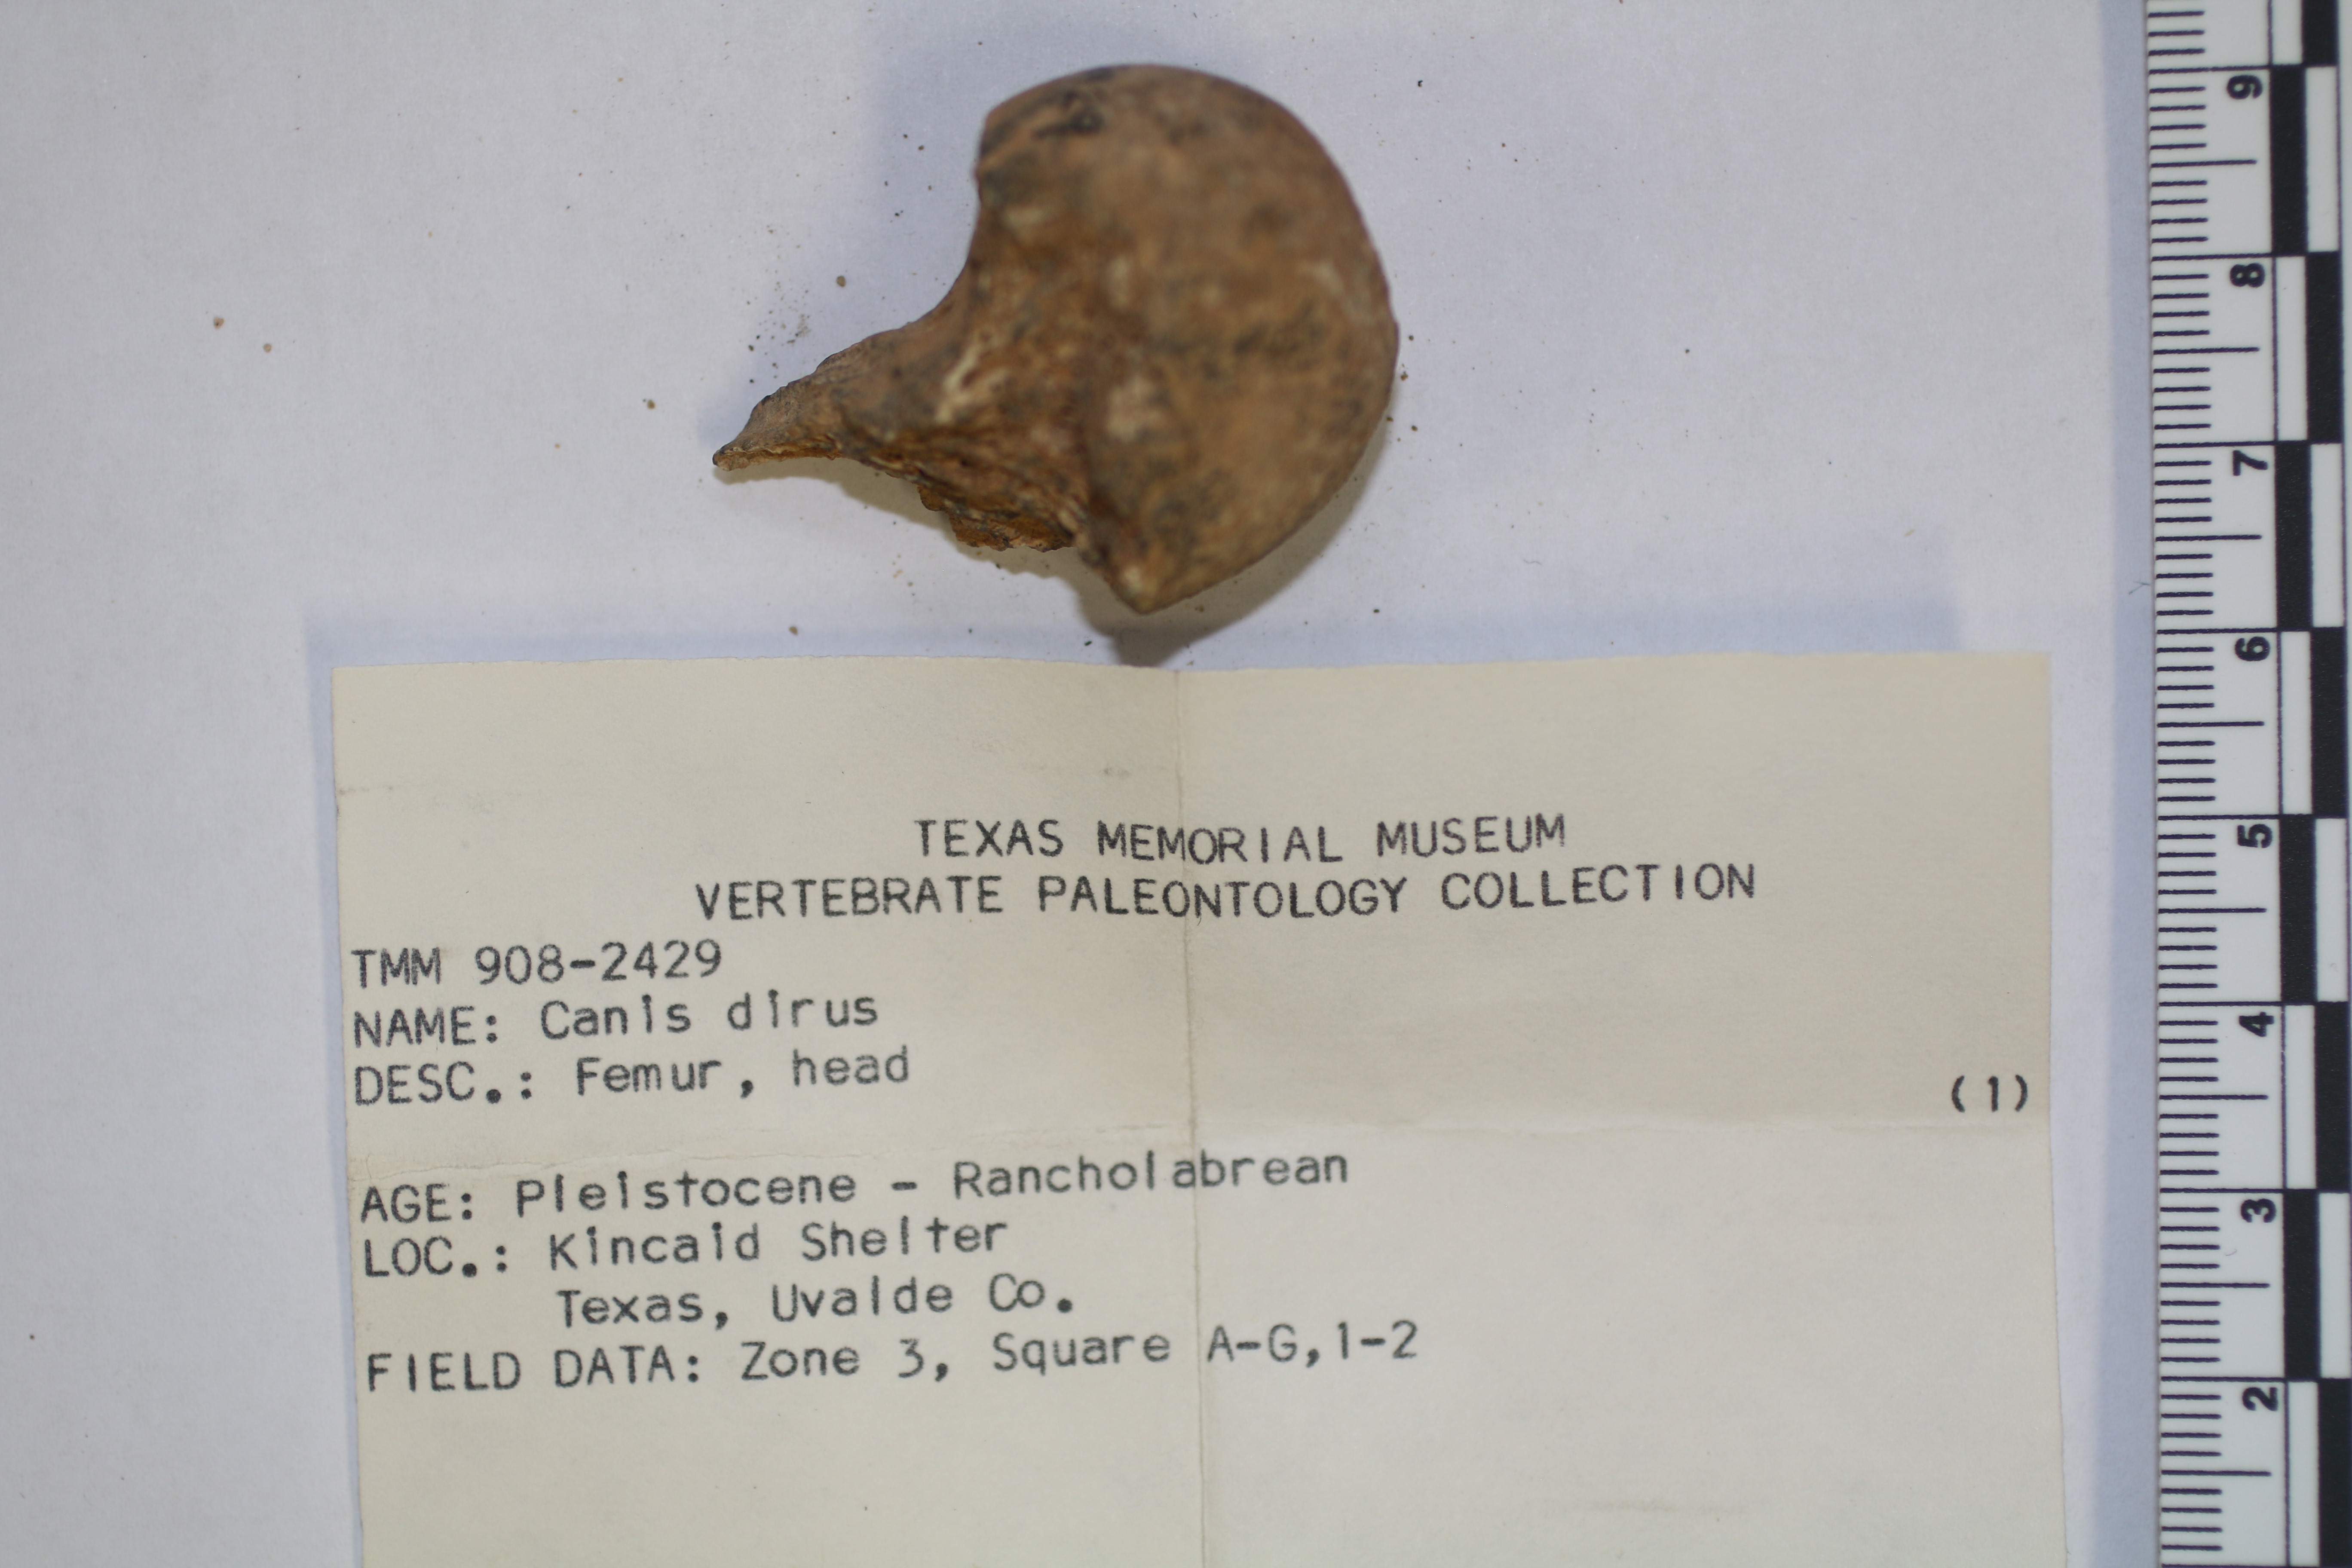 TEXAS MEMORIAL MUSEUM
VERTEBRATE PALEONTOLOGY COLLECTION
TMM 908-2429
NAME: Canis dirus
DESC.: Femur, head
(1)
AGE: Pleistocene - Rancholabrean
LOC.: Kincaid Shelter
Texas, Uvalde Co.
FIELD DATA: Zone 3, Square A-G,1-2
9
8
7
6
5
4
3
2